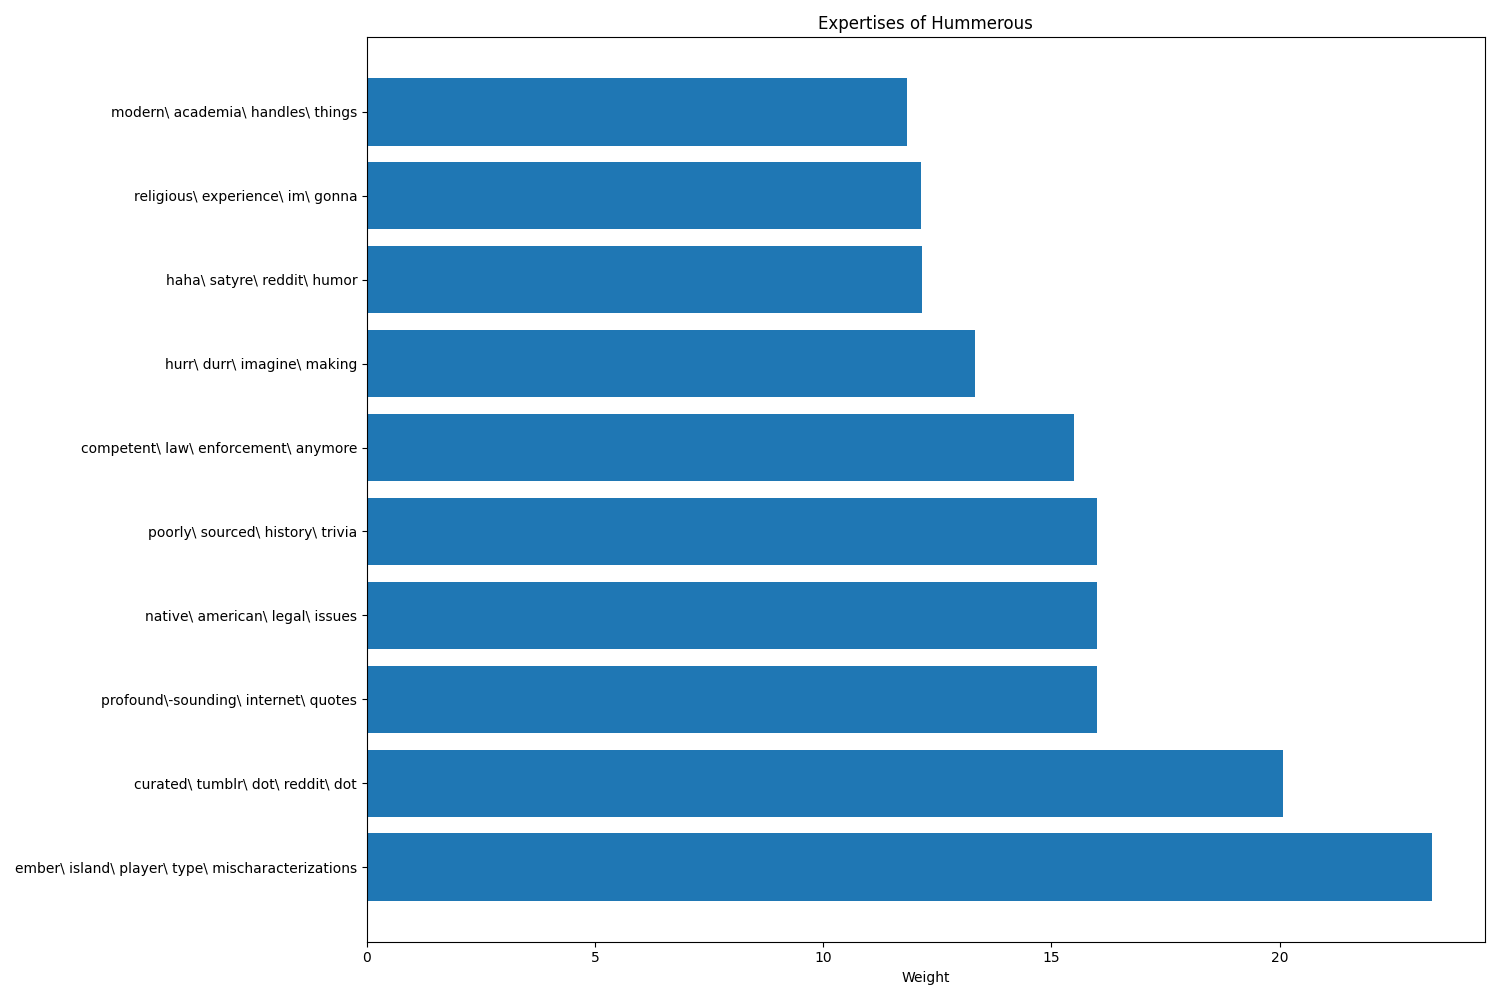 Expertises of Hummerous
modern\ academia\ handles\ things
religious\ experience\ im\ gonna
haha\ satyre\ reddit\ humor
hurr\ durr\ imagine\ making
competent\ law\ enforcement\ anymore
poorly\ sourced\ history\ trivia
native\ american\ legal\ issues
profound\-sounding\ internet\ quotes
curated\ tumblr\ dot\ reddit\ dot
ember\ island\ player\ type\ mischaracterizations
0 5 10 15 20
Weight